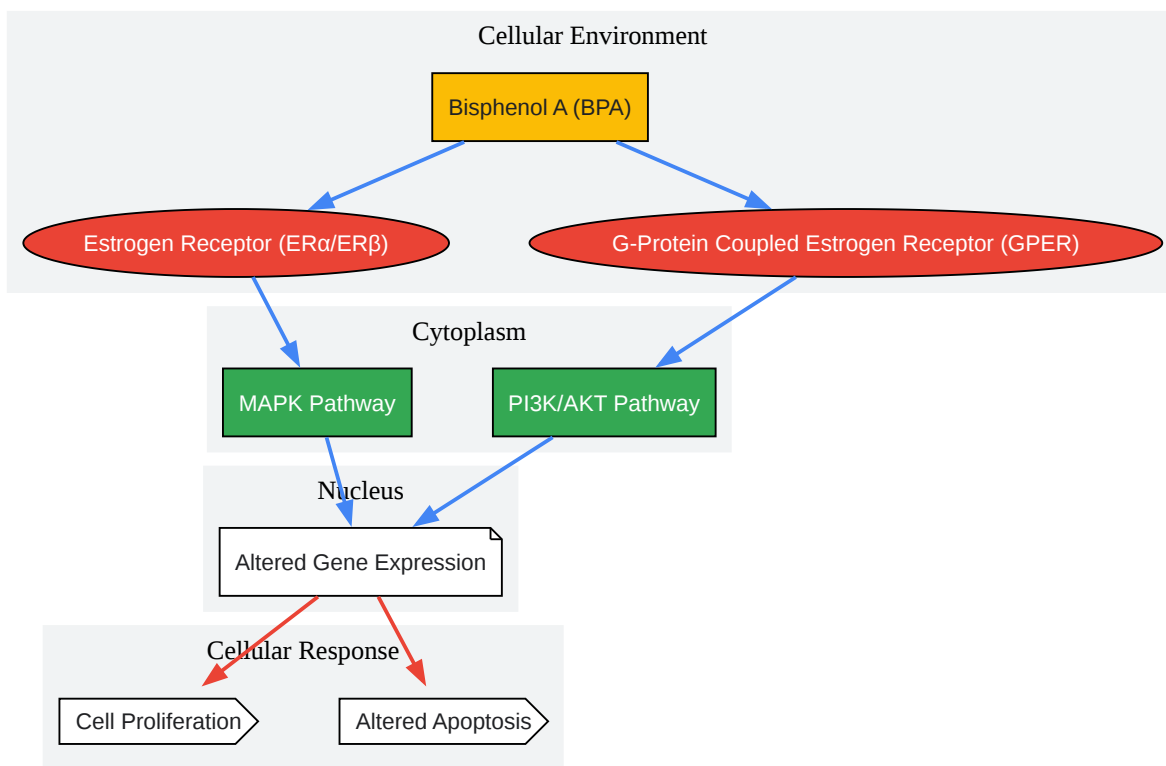 Cellular Environment
Bisphenol A (BPA)
Estrogen Receptor (ERα/ERβ)
G-Protein Coupled Estrogen Receptor (GPER)
Cytoplasm
MAPK Pathway
PI3K/AKT Pathway
Nucleus
Altered Gene Expression
Cellular Response
Cell Proliferation
Altered Apoptosis